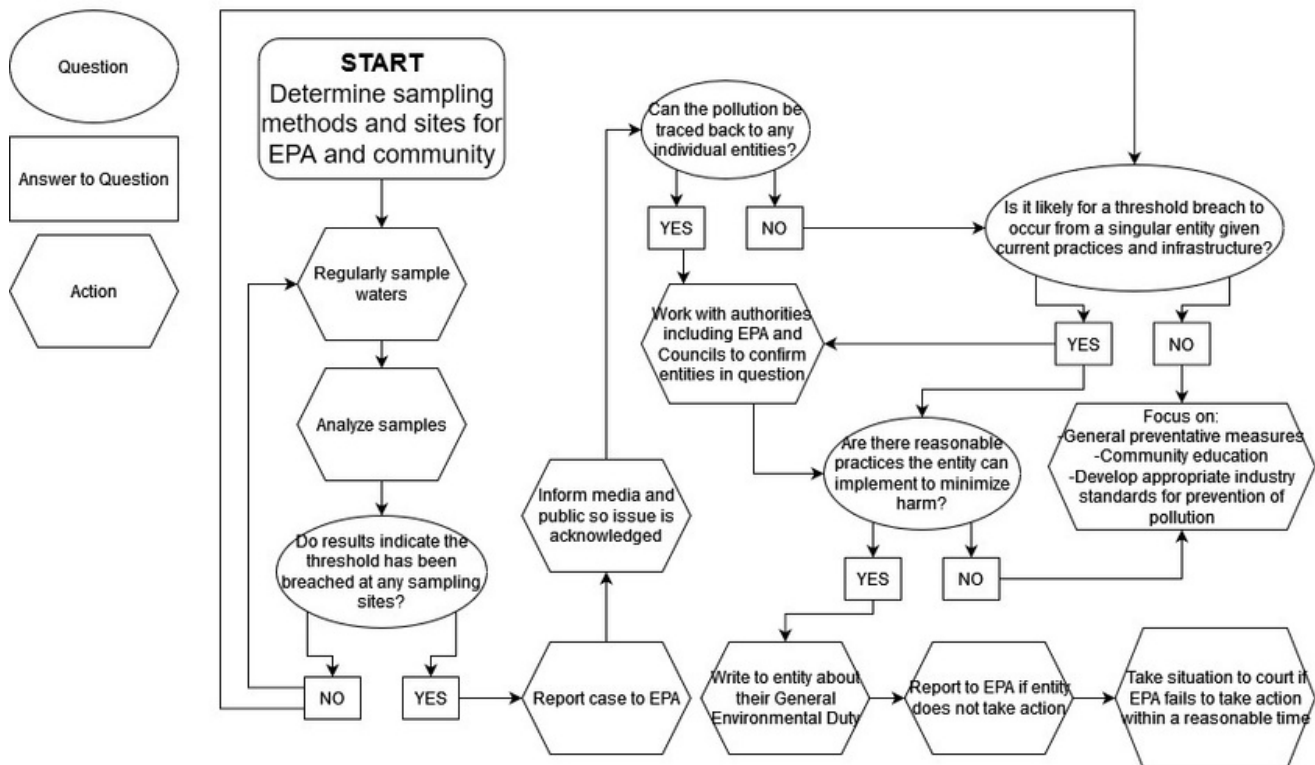 Question
Answer to Question
Action
START
Determine sampling
methods and sites for
EPA and community
Regularly sample
waters
Analyze samples
Do results indicate the
threshold has been
breached at any sampling
sites?
NO
YES
Report case to EPA
Inform media and
public so issue is
acknowledged
Can the pollution be
traced back to any
individual entities?
YES
NO
Work with authorities
including EPA and
Councils to confirm
entities in question
Is it likely for a threshold breach to
occur from a singular entity given
current practices and infrastructure?
YES
NO
Are there reasonable
practices the entity can
implement to minimize
harm?
YES
NO
Focus on:
-General preventative measures
-Community education
-Develop appropriate industry
standards for prevention of
pollution
Write to entity about
their General
Environmental Duty
Report to EPA if entity
does not take action
Take situation to court if
EPA fails to take action
within a reasonable time